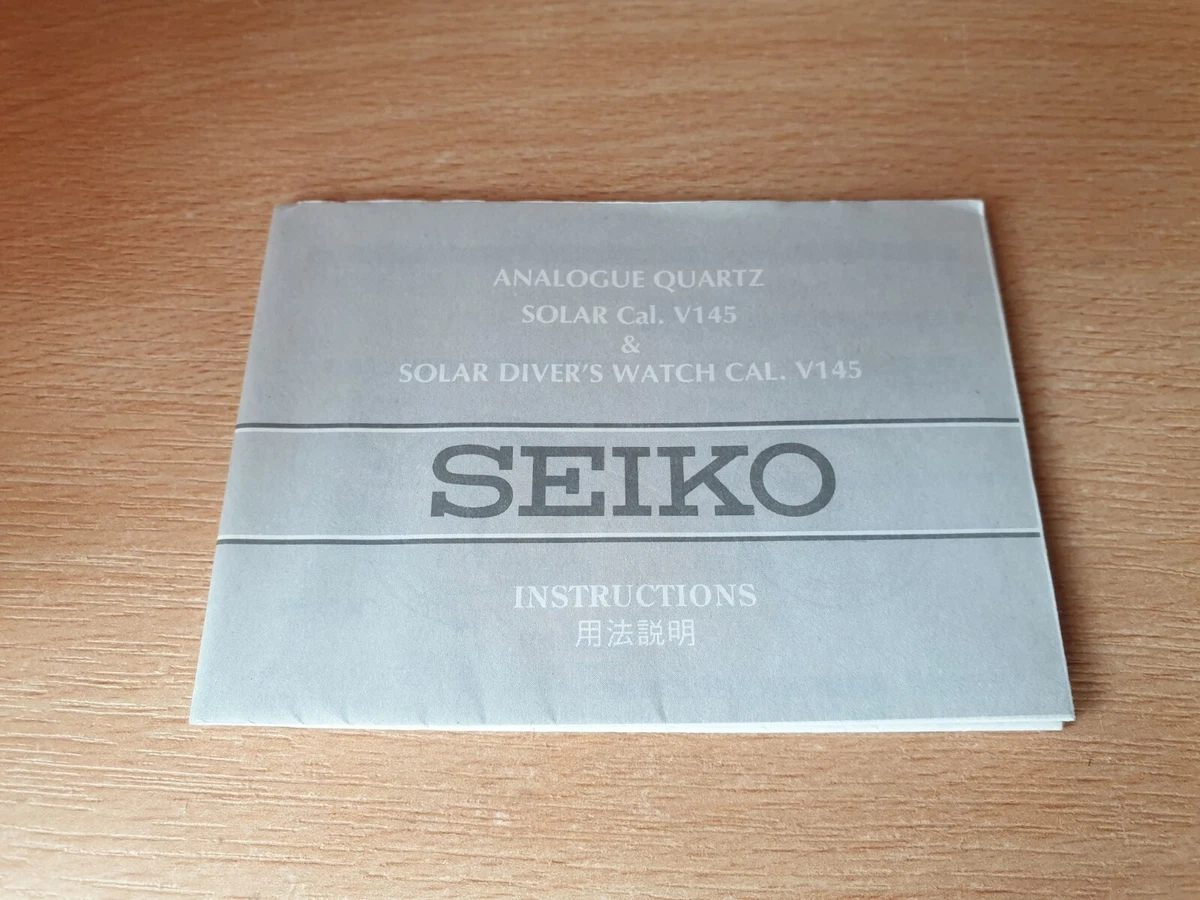 ANALOGUE QUARTZ
SOLAR Cal. V145
&
SOLAR DIVER'S WATCH CAL. V145
SEIKO
INSTRUCTIONS
用法説明